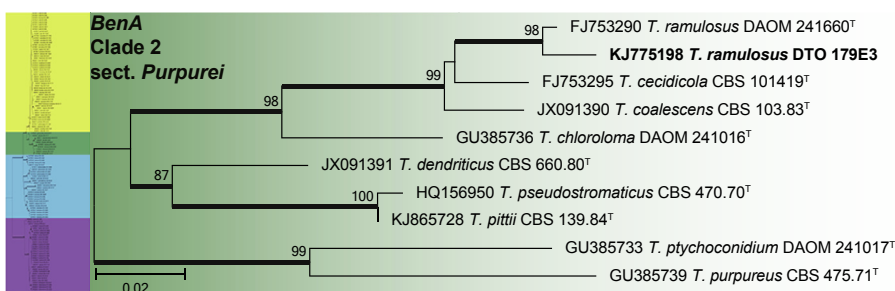 BenA
Clade 2
sect. Purpurei
98
FJ753290 T. ramulosus DAOM 241660ᵀ
KJ775198 T. ramulosus DTO 179E3
99
FJ753295 T. cecidicola CBS 101419ᵀ
98
JX091390 T. coalescens CBS 103.83ᵀ
GU385736 T. chloroloma DAOM 241016ᵀ
87
JX091391 T. dendriticus CBS 660.80ᵀ
100
HQ156950 T. pseudostromaticus CBS 470.70ᵀ
KJ865728 T. pittii CBS 139.84ᵀ
99
GU385733 T. ptychoconidium DAOM 241017ᵀ
GU385739 T. purpureus CBS 475.71ᵀ
0.02